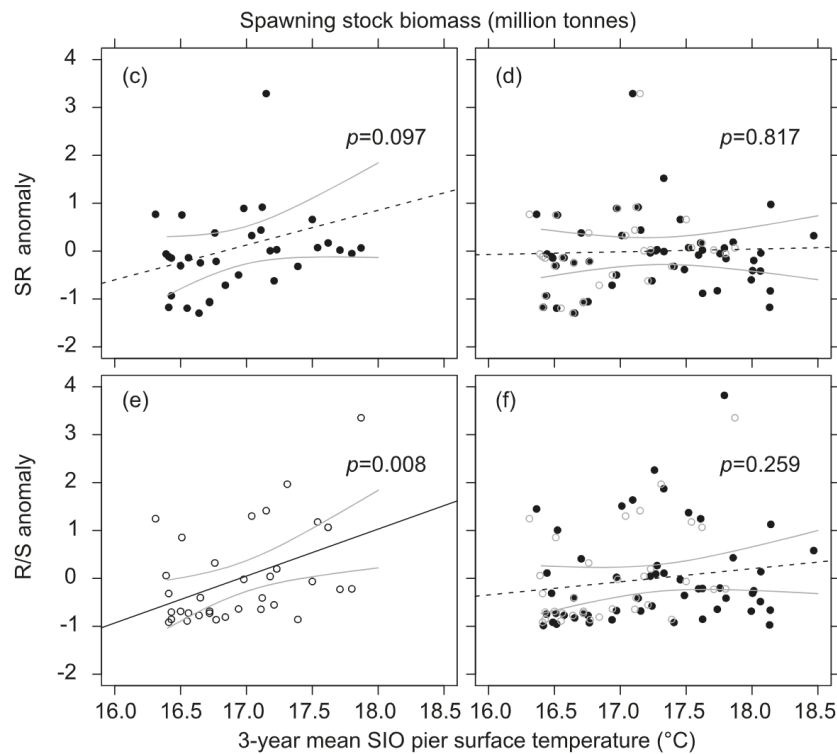 Spawning stock biomass (million tonnes)
(c)
p=0.097
(d)
p=0.817
4
3
2
1
0
-1
-2
SR anomaly
(e)
p=0.008
(f)
p=0.259
4
3
2
1
0
-1
-2
R/S anomaly
16.0 16.5 17.0 17.5 18.0 18.5 16.0 16.5 17.0 17.5 18.0 18.5
3-year mean SIO pier surface temperature (°C)